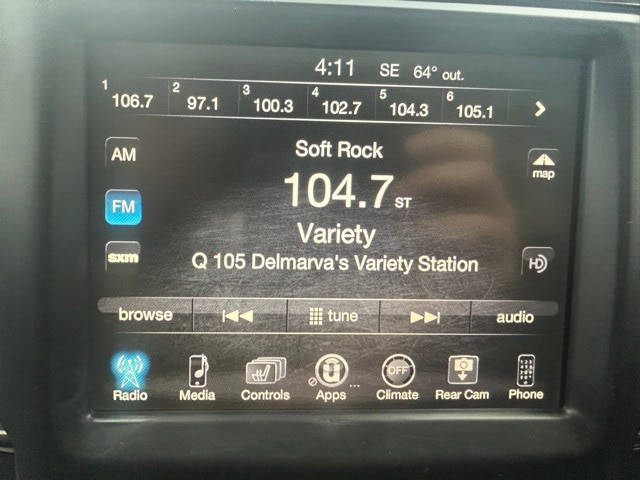 4:11 SE 64° out.
1 106.7 2 97.1 3 100.3 4 102.7 5 104.3 6 105.1
AM Soft Rock map
FM 104.7 ST
Variety
sxm Q 105 Delmarva's Variety Station HD
browse tune audio
OFF
Radio Media Controls Apps ... Climate Rear Cam Phone